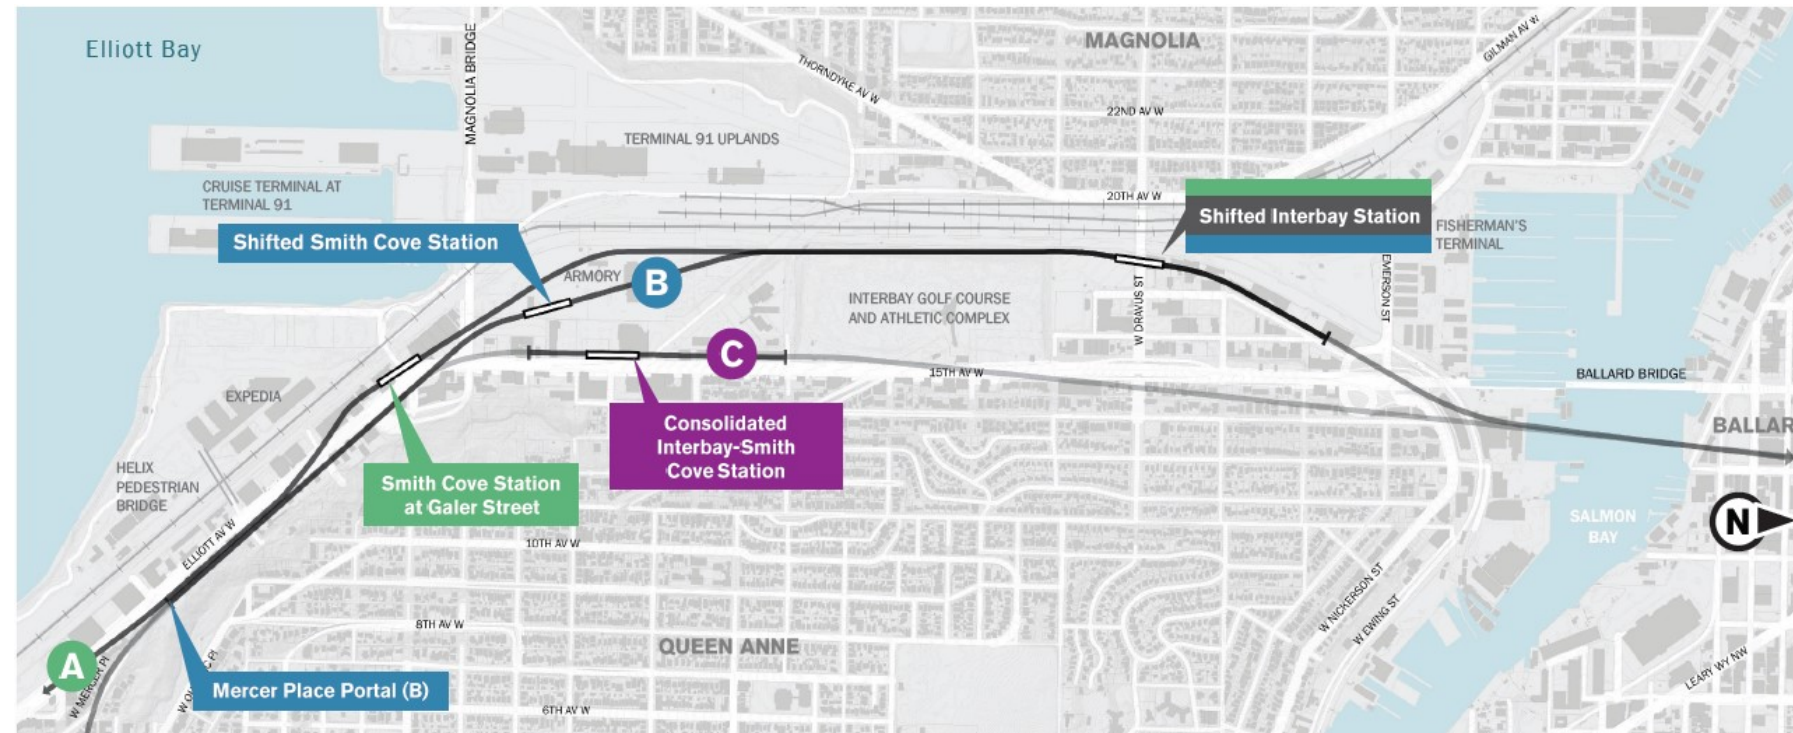 Elliott Bay
MAGNOLIA BRIDGE
MAGNOLIA
GILMAN AV W
THORNDYKE AV W
22ND AV W
TERMINAL 91 UPLANDS
CRUISE TERMINAL AT
TERMINAL 91
20TH AV W
Shifted Interbay Station
FISHERMAN'S
TERMINAL
Shifted Smith Cove Station
ARMORY
B
EMERSON ST
INTERBAY GOLF COURSE
AND ATHLETIC COMPLEX
W DRAVUS ST
C
15TH AV W
BALLARD BRIDGE
EXPEDIA
Consolidated
Interbay-Smith
Cove Station
BALLAR
HELIX
PEDESTRIAN
BRIDGE
Smith Cove Station
at Galer Street
ELLIOTT AV W
10TH AV W
SALMON
BAY
N
W NICKERSON ST
W EWING ST
8TH AV W
QUEEN ANNE
A
W MERCER PL
Mercer Place Portal (B)
6TH AV W
LEARY WY NW